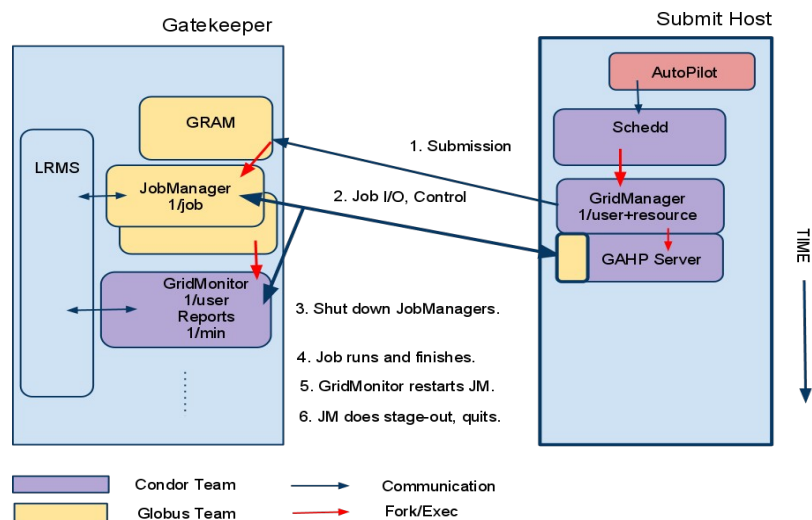 Gatekeeper
Submit Host
AutoPilot
GRAM
Schedd
1. Submission
LRMS
JobManager
1/job
2. Job I/O, Control
GridManager
1/user+resource
TIME
GAHP Server
GridMonitor
1/user
Reports
1/min
3. Shut down JobManagers.
4. Job runs and finishes.
5. GridMonitor restarts JM.
6. JM does stage-out, quits.
Condor Team
Communication
Globus Team
Fork/Exec